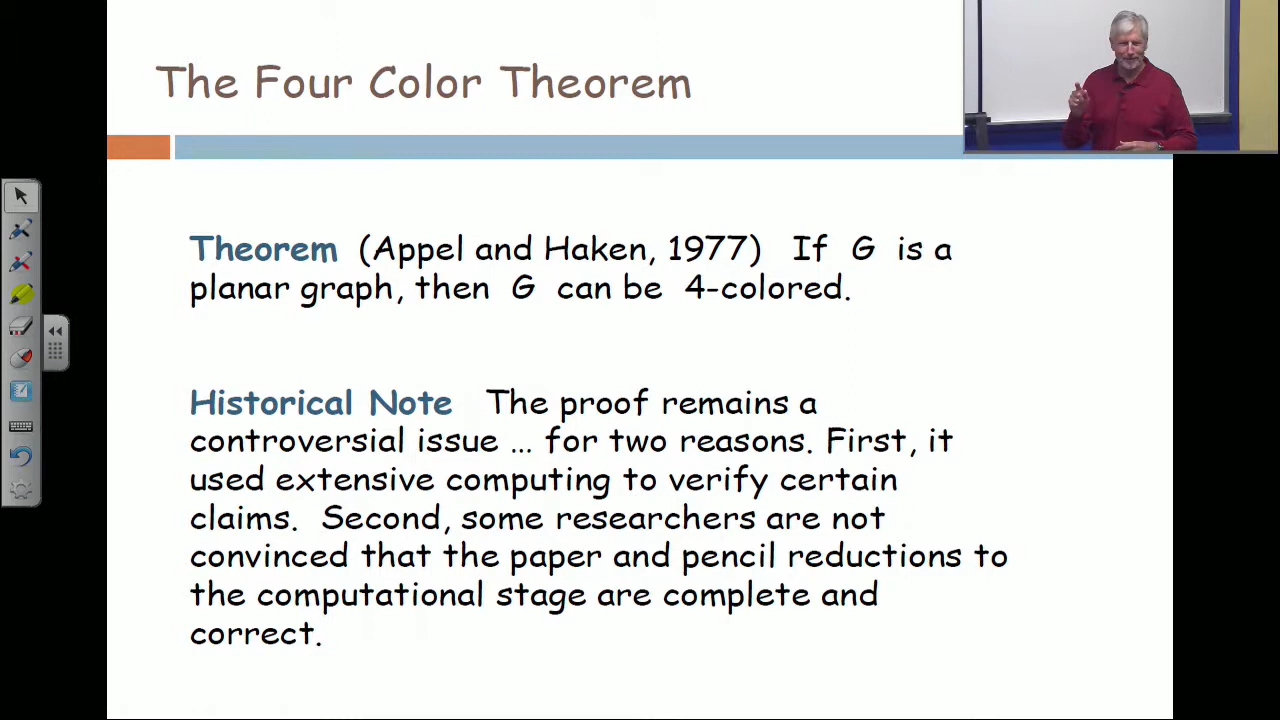 The Four Color Theorem
Theorem (Appel and Haken, 1977) If G is a
planar graph, then G can be 4-colored.
Historical Note The proof remains a
controversial issue … for two reasons. First, it
used extensive computing to verify certain
claims. Second, some researchers are not
convinced that the paper and pencil reductions to
the computational stage are complete and
correct.